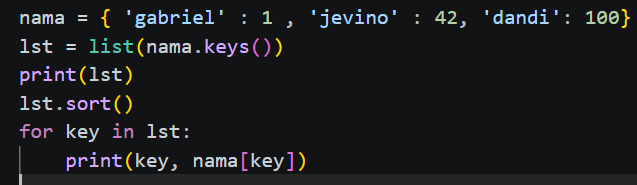 nama = { 'gabriel' : 1 , 'jevino' : 42, 'dandi': 100}
lst = list(nama.keys())
print(lst)
lst.sort()
for key in lst:
    print(key, nama[key])